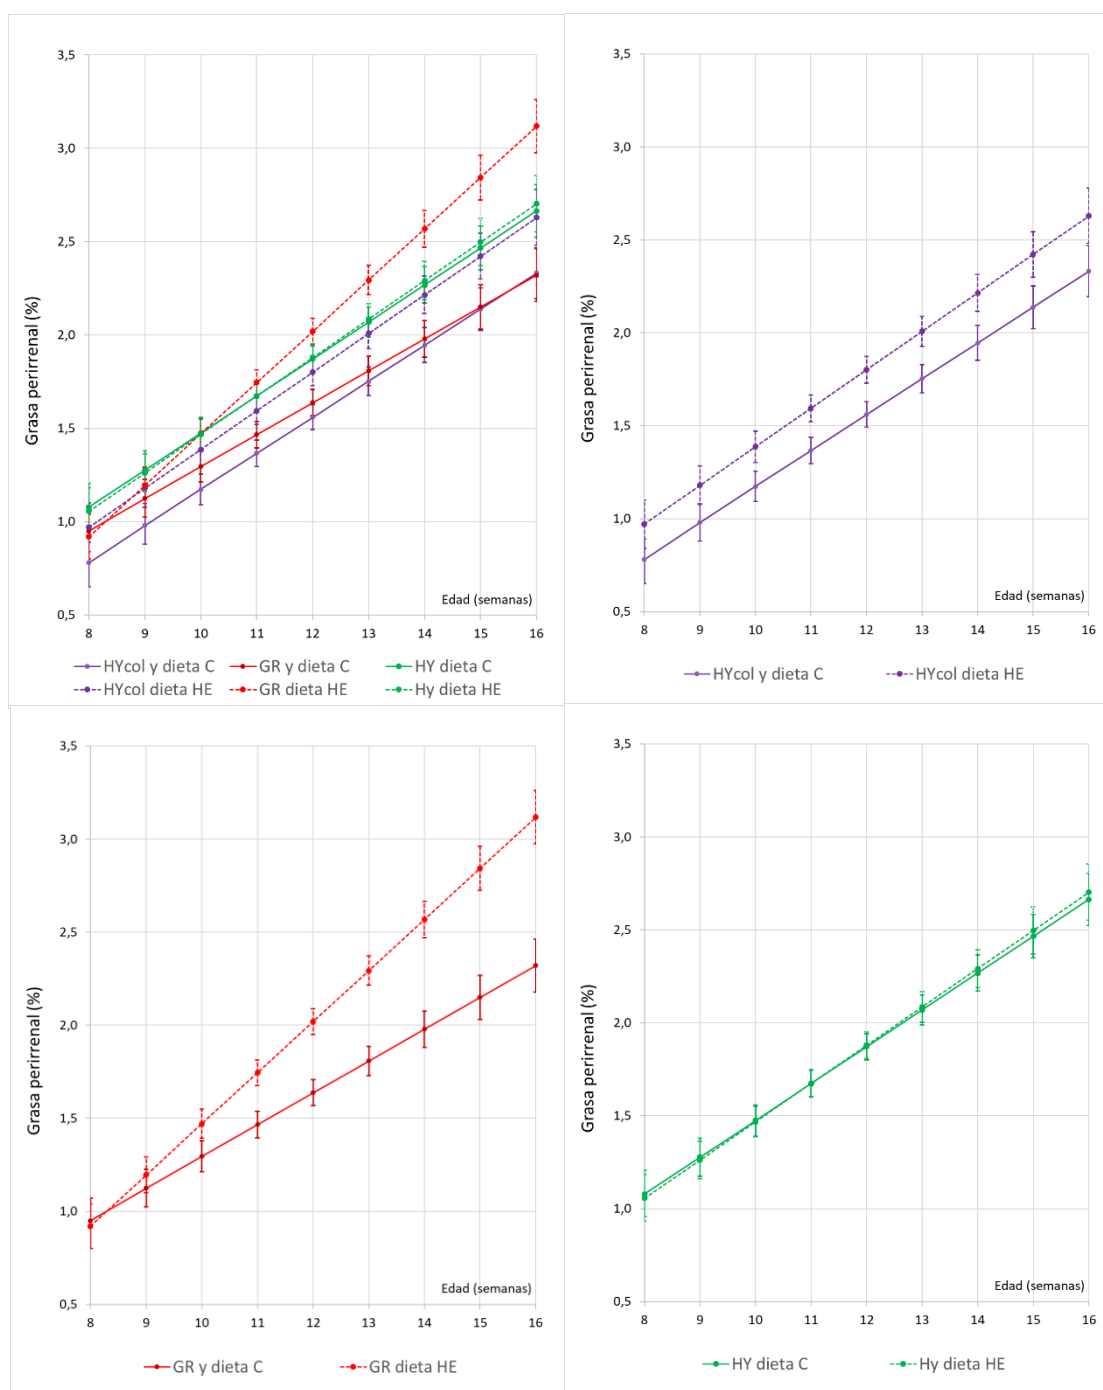 3,5
3,0
2,5
2,0
1,5
1,0
0,5
Grasa perirrenal (%)
Edad (semanas)
8 9 10 11 12 13 14 15 16
HYcol y dieta C GR y dieta C HY dieta C
HYcol dieta HE GR dieta HE Hy dieta HE
3,5
3,0
2,5
2,0
1,5
1,0
0,5
Grasa perirrenal (%)
Edad (semanas)
8 9 10 11 12 13 14 15 16
HYcol y dieta C HYcol dieta HE
3,5
3,0
2,5
2,0
1,5
1,0
0,5
Grasa perirrenal (%)
Edad (semanas)
8 9 10 11 12 13 14 15 16
GR y dieta C GR dieta HE
3,5
3,0
2,5
2,0
1,5
1,0
0,5
Grasa perirrenal (%)
Edad (semanas)
8 9 10 11 12 13 14 15 16
HY dieta C Hy dieta HE